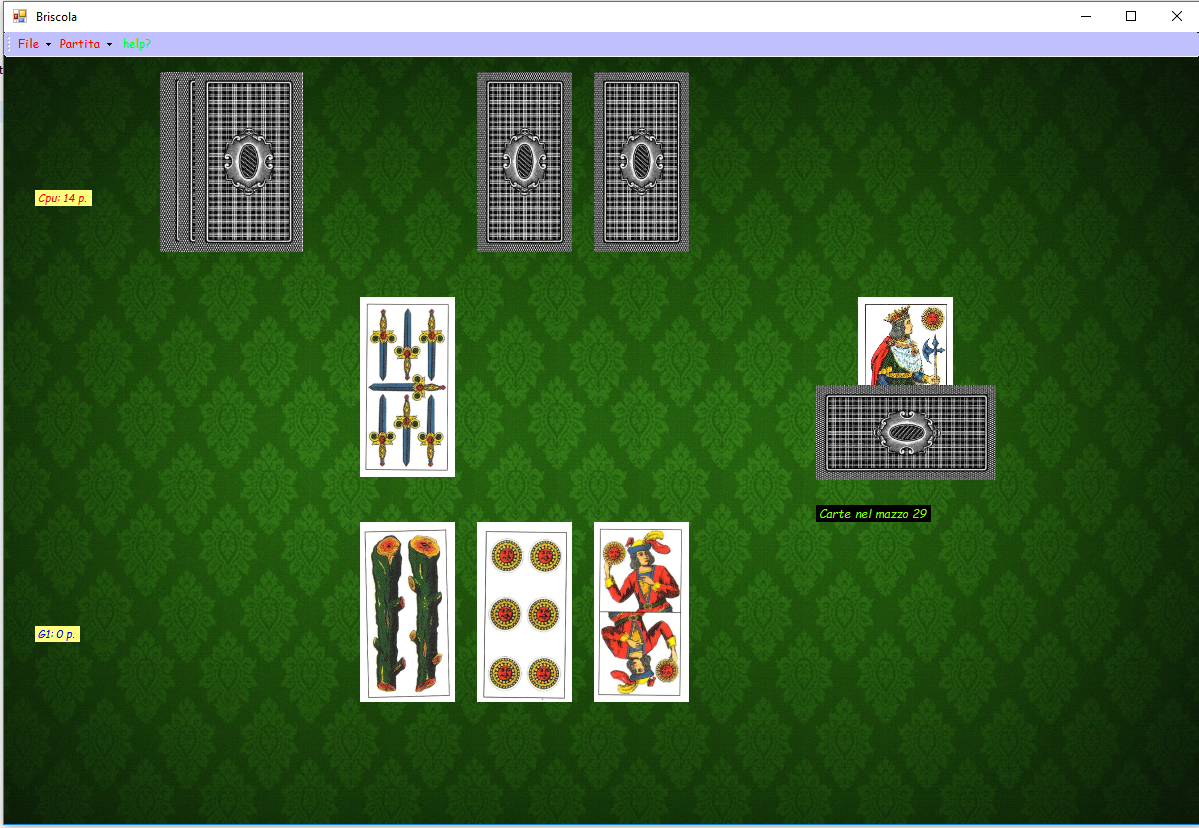 Briscola
File Partita help?
Cpu: 14 p.
Carte nel mazzo 29
G1: 0 p.